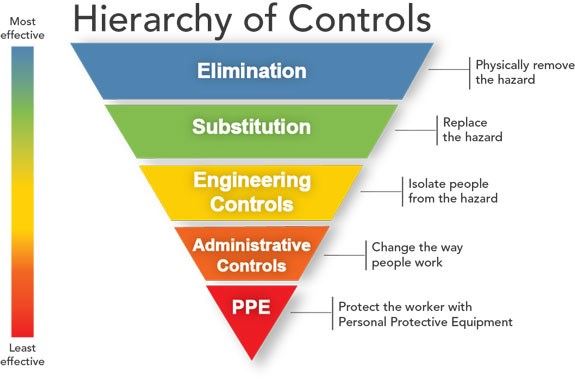 Hierarchy of Controls
Most
effective
Elimination
Physically remove
the hazard
Substitution
Replace
the hazard
Engineering
Controls
Isolate people
from the hazard
Administrative
Controls
Change the way
people work
PPE
Protect the worker with
Personal Protective Equipment
Least
effective